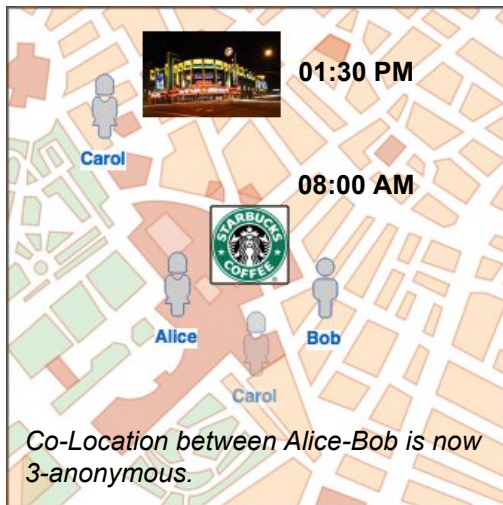 01:30 PM
Carol
08:00 AM
STARBUCKS
COFFEE
Alice
Bob
Carol
Co-Location between Alice-Bob is now
3-anonymous.